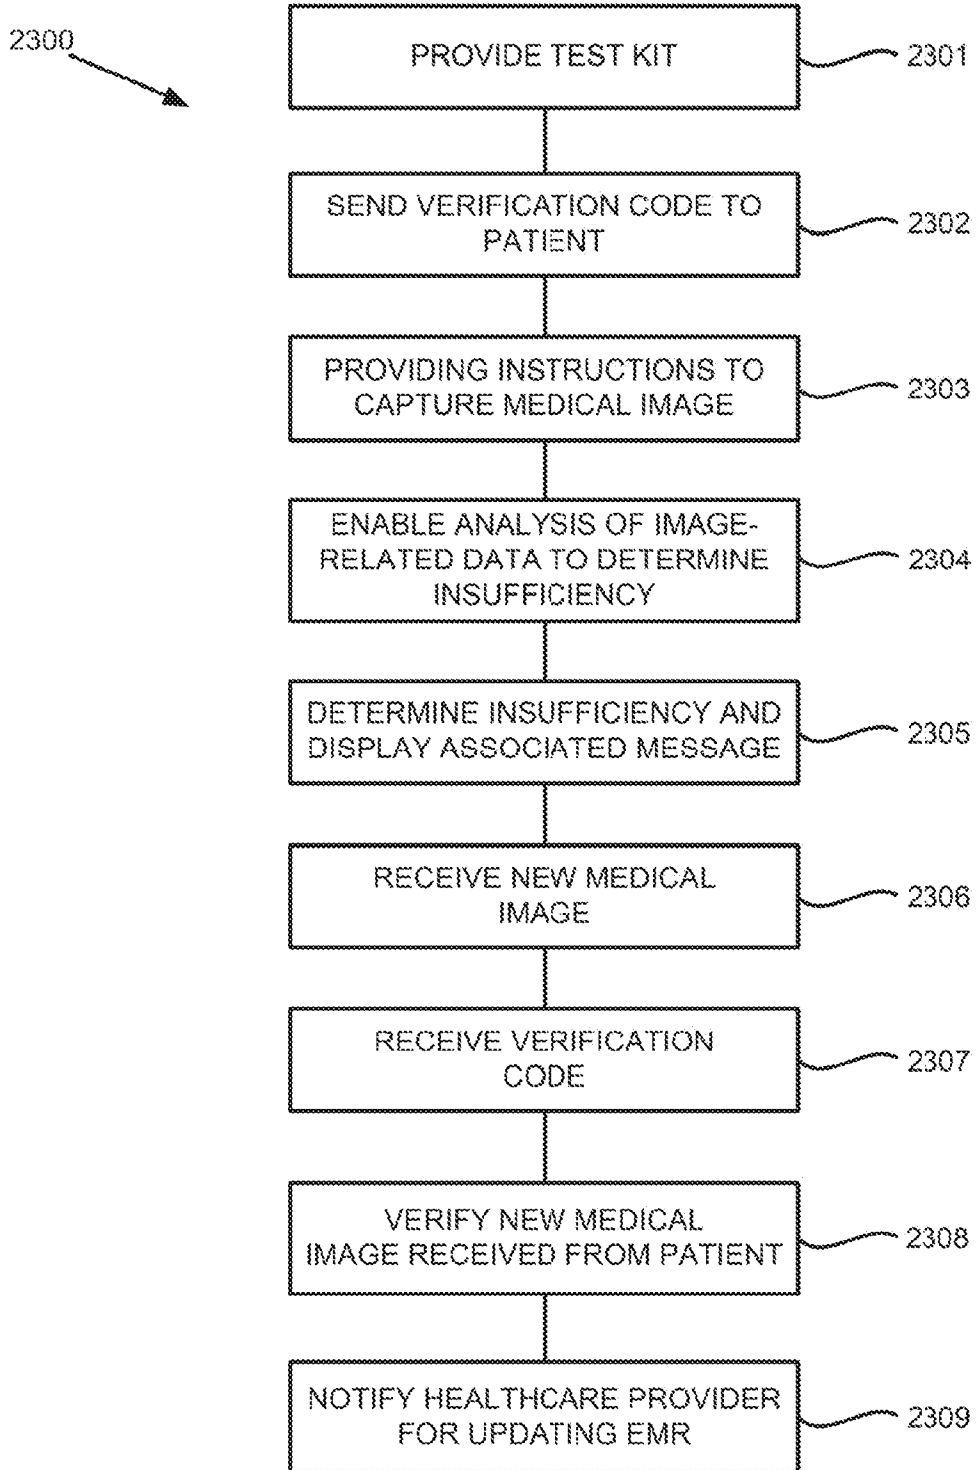 2300
PROVIDE TEST KIT
2301
SEND VERIFICATION CODE TO
PATIENT
2302
PROVIDING INSTRUCTIONS TO
CAPTURE MEDICAL IMAGE
2303
ENABLE ANALYSIS OF IMAGE-
RELATED DATA TO DETERMINE
INSUFFICIENCY
2304
DETERMINE INSUFFICIENCY AND
DISPLAY ASSOCIATED MESSAGE
2305
RECEIVE NEW MEDICAL
IMAGE
2306
RECEIVE VERIFICATION
CODE
2307
VERIFY NEW MEDICAL
IMAGE RECEIVED FROM PATIENT
2308
NOTIFY HEALTHCARE PROVIDER
FOR UPDATING EMR
2309